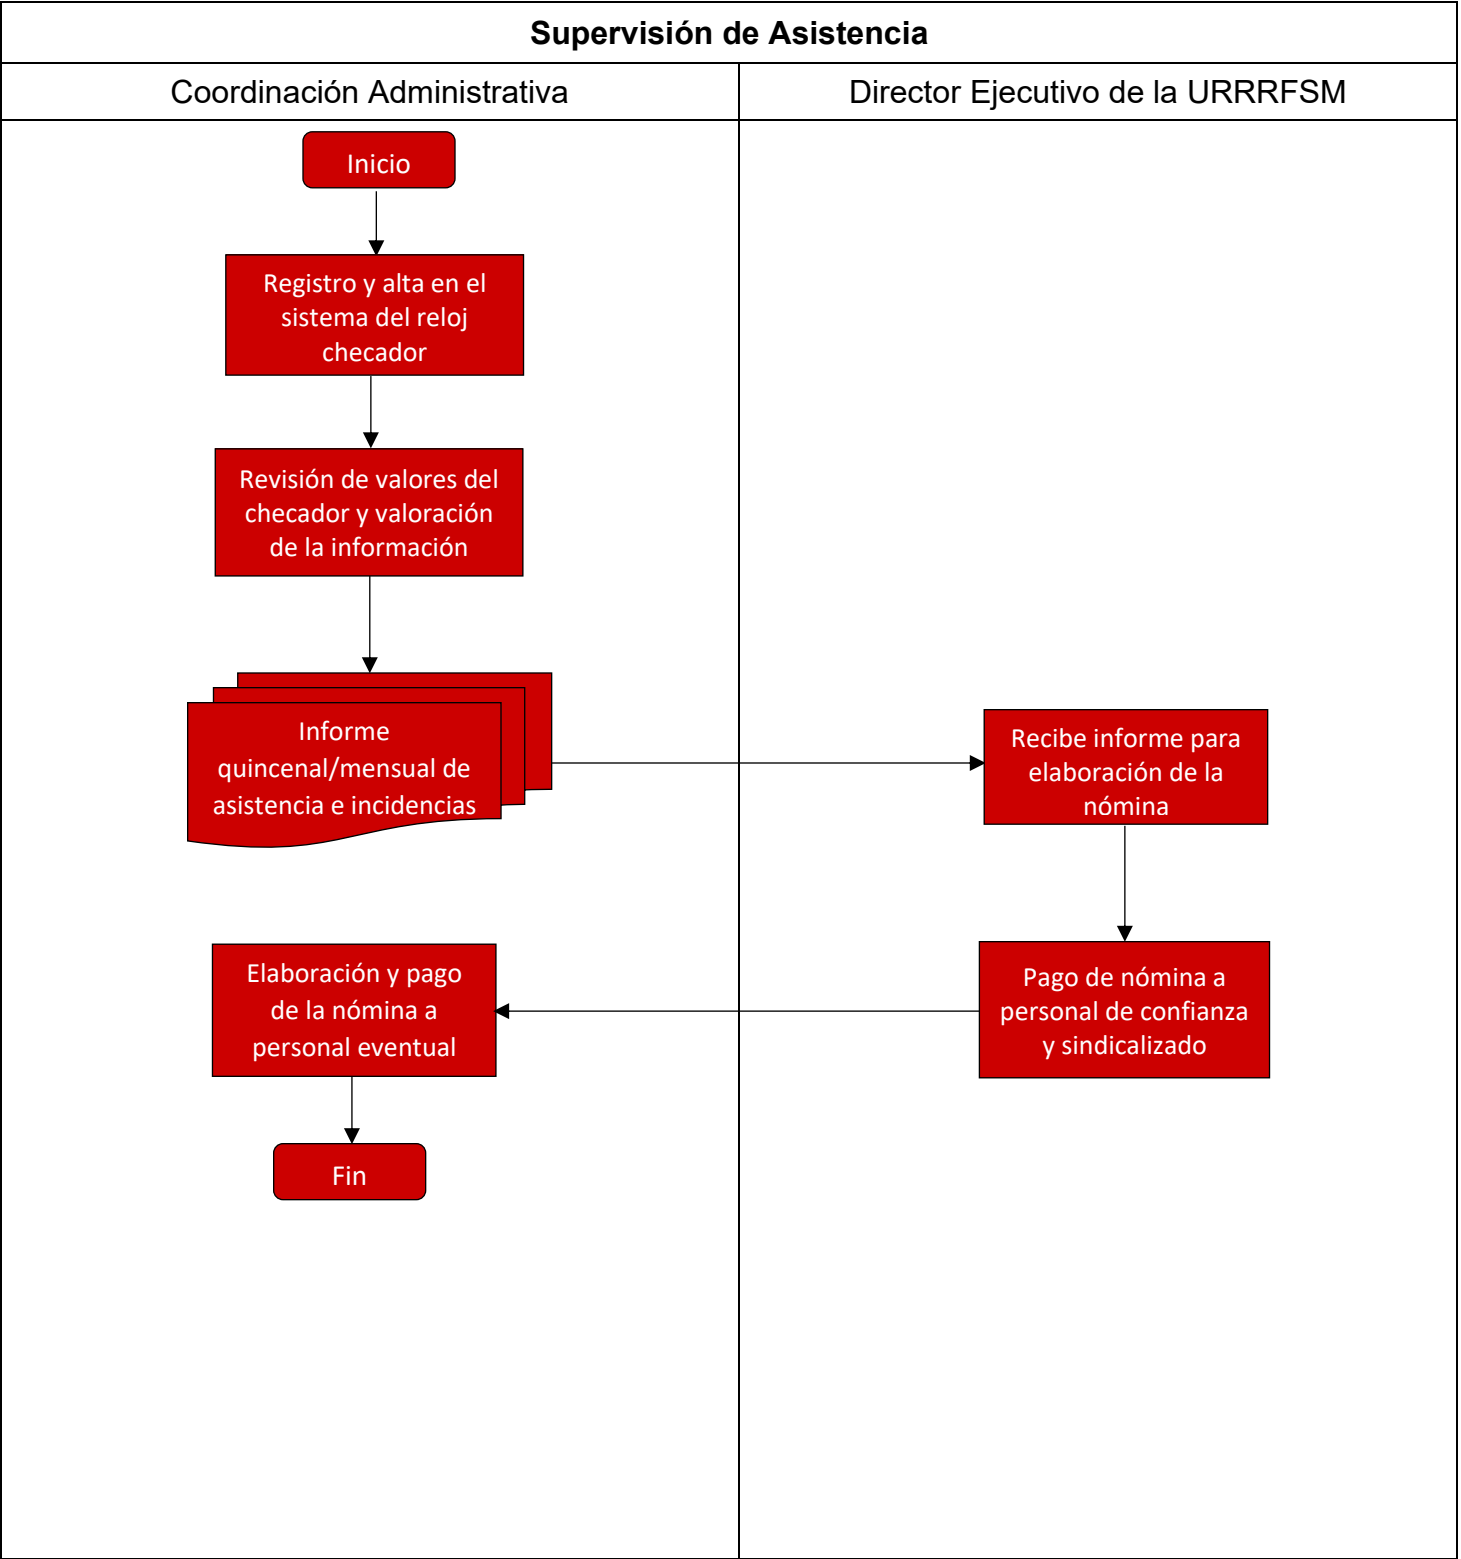 Supervisión de Asistencia
Coordinación Administrativa
Director Ejecutivo de la URRRFSM
Inicio
Registro y alta en el
sistema del reloj
checador
Revisión de valores del
checador y valoración
de la información
Informe
quincenal/mensual de
asistencia e incidencias
Recibe informe para
elaboración de la
nómina
Pago de nómina a
personal de confianza
y sindicalizado
Elaboración y pago
de la nómina a
personal eventual
Fin